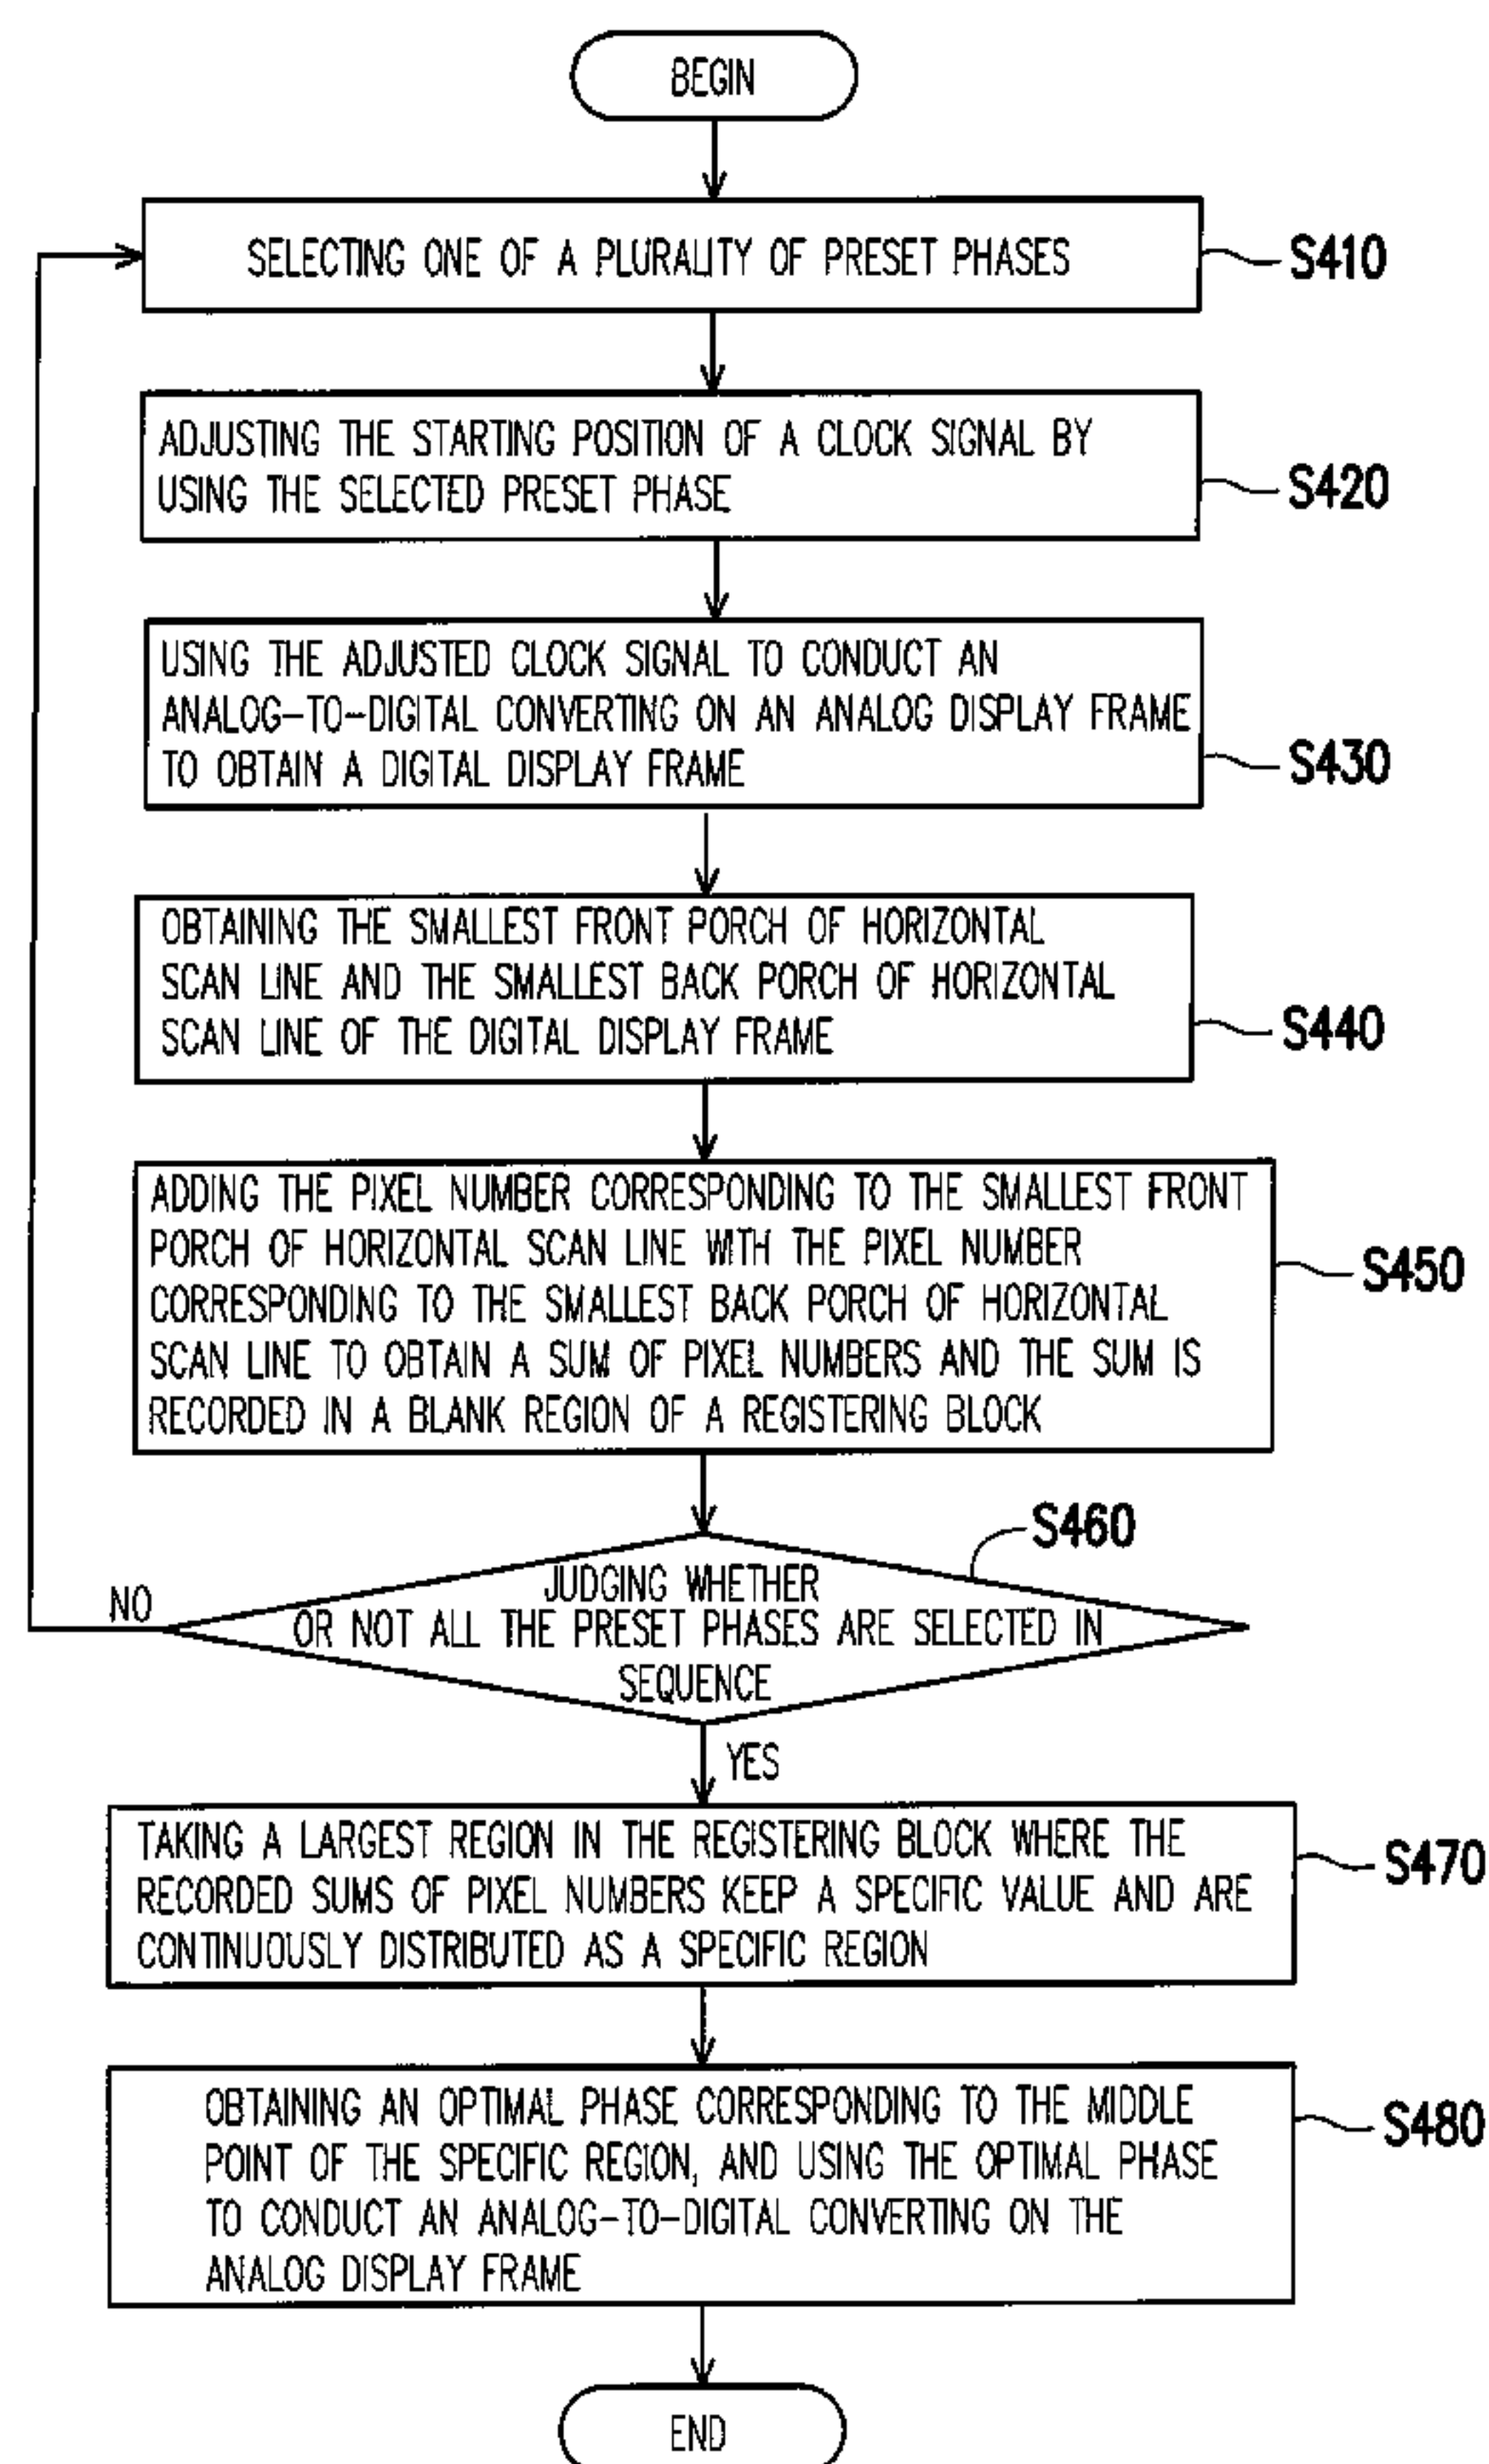 BEGIN
SELECTING ONE OF A PLURALITY OF PRESET PHASES
S410
ADJUSTING THE STARTING POSITION OF A CLOCK SIGNAL BY
USING THE SELECTED PRESET PHASE
S420
USING THE ADJUSTED CLOCK SIGNAL TO CONDUCT AN
ANALOG-TO-DIGITAL CONVERTING ON AN ANALOG DISPLAY FRAME
TO OBTAIN A DIGITAL DISPLAY FRAME
S430
OBTAINING THE SMALLEST FRONT PORCH OF HORIZONTAL
SCAN LINE AND THE SMALLEST BACK PORCH OF HORIZONTAL
SCAN LINE OF THE DIGITAL DISPLAY FRAME
S440
ADDING THE PIXEL NUMBER CORRESPONDING TO THE SMALLEST FRONT
PORCH OF HORIZONTAL SCAN LINE WITH THE PIXEL NUMBER
CORRESPONDING TO THE SMALLEST BACK PORCH OF HORIZONTAL
SCAN LINE TO OBTAIN A SUM OF PIXEL NUMBERS AND THE SUM IS
RECORDED IN A BLANK REGION OF A REGISTERING BLOCK
S450
S460
JUDGING WHETHER
OR NOT ALL THE PRESET PHASES ARE SELECTED IN
SEQUENCE
NO
YES
TAKING A LARGEST REGION IN THE REGISTERING BLOCK WHERE THE
RECORDED SUMS OF PIXEL NUMBERS KEEP A SPECIFIC VALUE AND ARE
CONTINUOUSLY DISTRIBUTED AS A SPECIFIC REGION
S470
OBTAINING AN OPTIMAL PHASE CORRESPONDING TO THE MIDDLE
POINT OF THE SPECIFIC REGION, AND USING THE OPTIMAL PHASE
TO CONDUCT AN ANALOG-TO-DIGITAL CONVERTING ON THE
ANALOG DISPLAY FRAME
S480
END